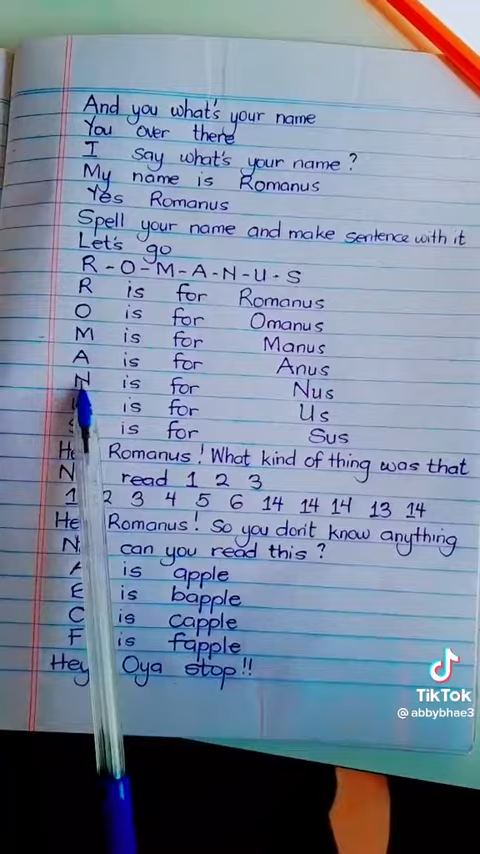 And you what's your name
You over there
I say what's your name?
My name is Romanus
Yes Romanus
Spell your name and make sentence with it
Let's go
R-O-M-A-N-U-S
R is for Romanus
O is for Omanus
M is for Manus
A is for Anus
N is for Nus
is for Us
S is for Sus
He Romanus! What kind of thing was that
N read 1 2 3
1 2 3 4 5 6 14 14 14 13 14
He Romanus! So you don't know anything
N can you read this?
A is apple
E is bapple
C is capple
F is fapple
Hey Oya stop!!
TikTok
@abbybhae3